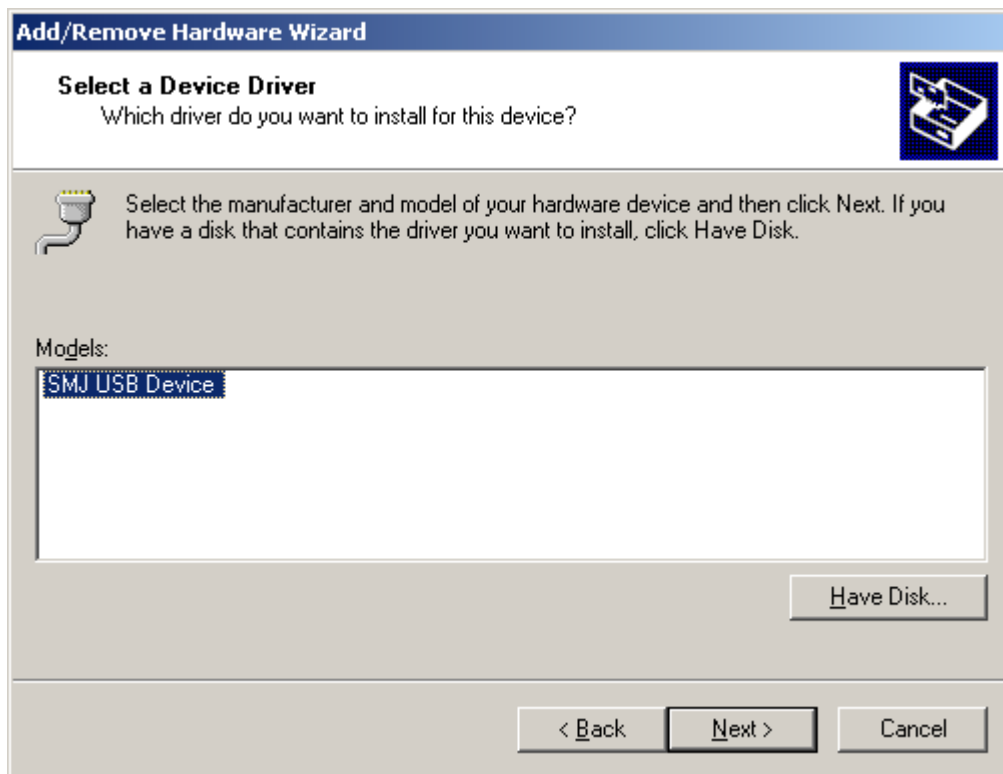 Add/Remove Hardware Wizard
Select a Device Driver
Which driver do you want to install for this device?
Select the manufacturer and model of your hardware device and then click Next. If you
have a disk that contains the driver you want to install, click Have Disk.
Models:
SMJ USB Device
Have Disk...
< Back
Next >
Cancel